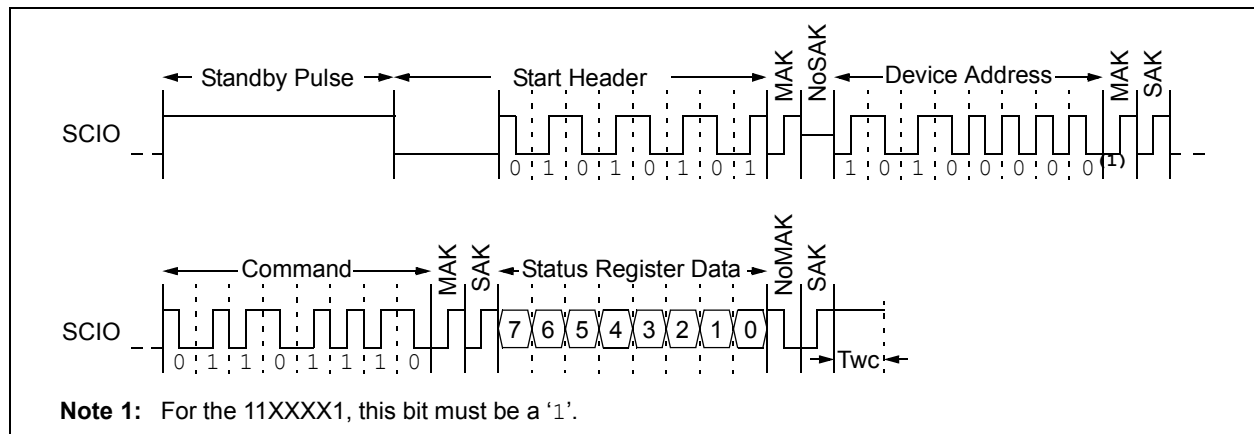 Standby Pulse Start Header MAK NoSAK Device Address MAK SAK
SCIO
0 1 0 1 0 1 0 1 1 0 1 0 0 0 0 0(1)
Command MAK SAK Status Register Data NoMAK SAK
SCIO 7 6 5 4 3 2 1 0
0 1 1 0 1 1 1 0 Twc
Note 1: For the 11XXXX1, this bit must be a ‘1’.